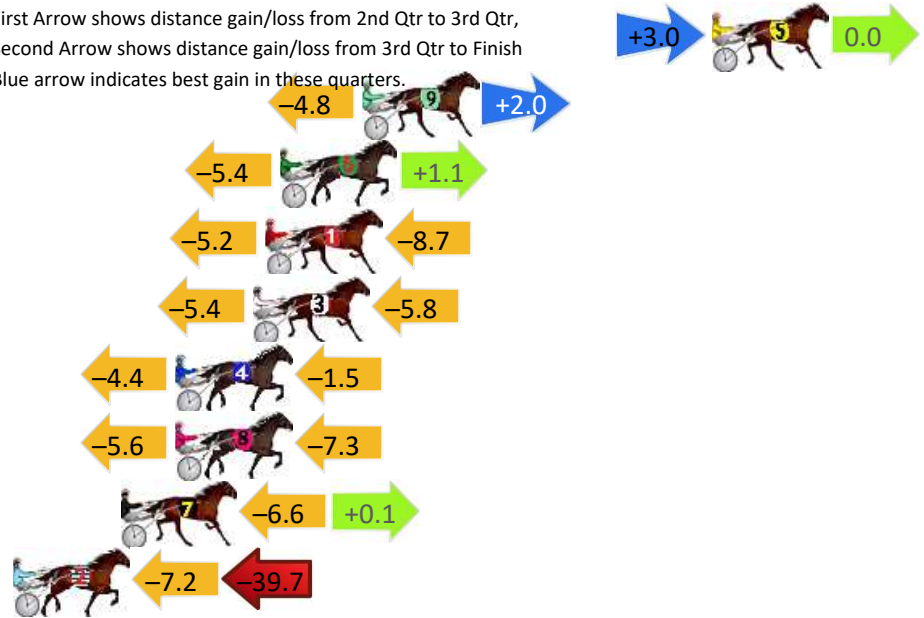 irst Arrow shows distance gain/loss from 2nd Qtr to 3rd Qtr,
econd Arrow shows distance gain/loss from 3rd Qtr to Finish
lue arrow indicates best gain in these quarters.
+3.0 5 0.0
–4.8 9 +2.0
–5.4 6 +1.1
–5.2 1 –8.7
–5.4 3 –5.8
–4.4 4 –1.5
–5.6 8 –7.3
7 –6.6 +0.1
2 –7.2 –39.7